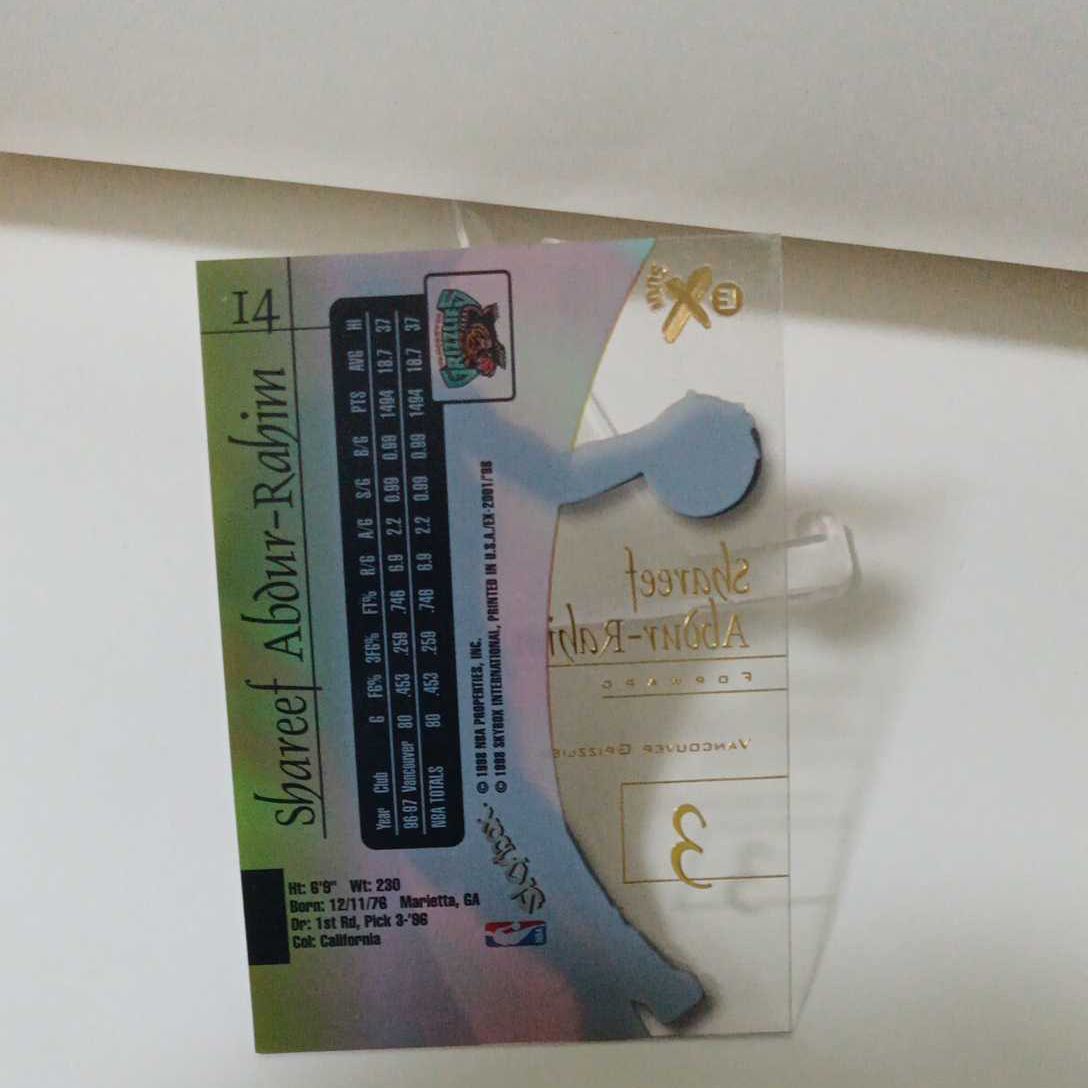 14
Shareef Abdur-Rahim
Year Club G FG% 3FG% FT% R/G A/G S/G B/G PTS AVG HI
96-97 Vancouver 80 .453 .259 .746 6.9 2.2 0.99 0.99 1494 18.7 37
NBA TOTALS 80 .453 .259 .746 6.9 2.2 0.99 0.99 1494 18.7 37
GRIZZLIES
© 1998 NBA PROPERTIES, INC.
© 1998 SKYBOX INTERNATIONAL, PRINTED IN U.S.A./EX-2001/'98
SkyBox
Ht: 6'9" Wt: 230
Born: 12/11/76 Marietta, GA
Dr: 1st Rd, Pick 3-'96
Col: California
E X 2001
Shareef
Abdur-Rahi
FORWARD
VANCOUVER GRIZZLIES
3